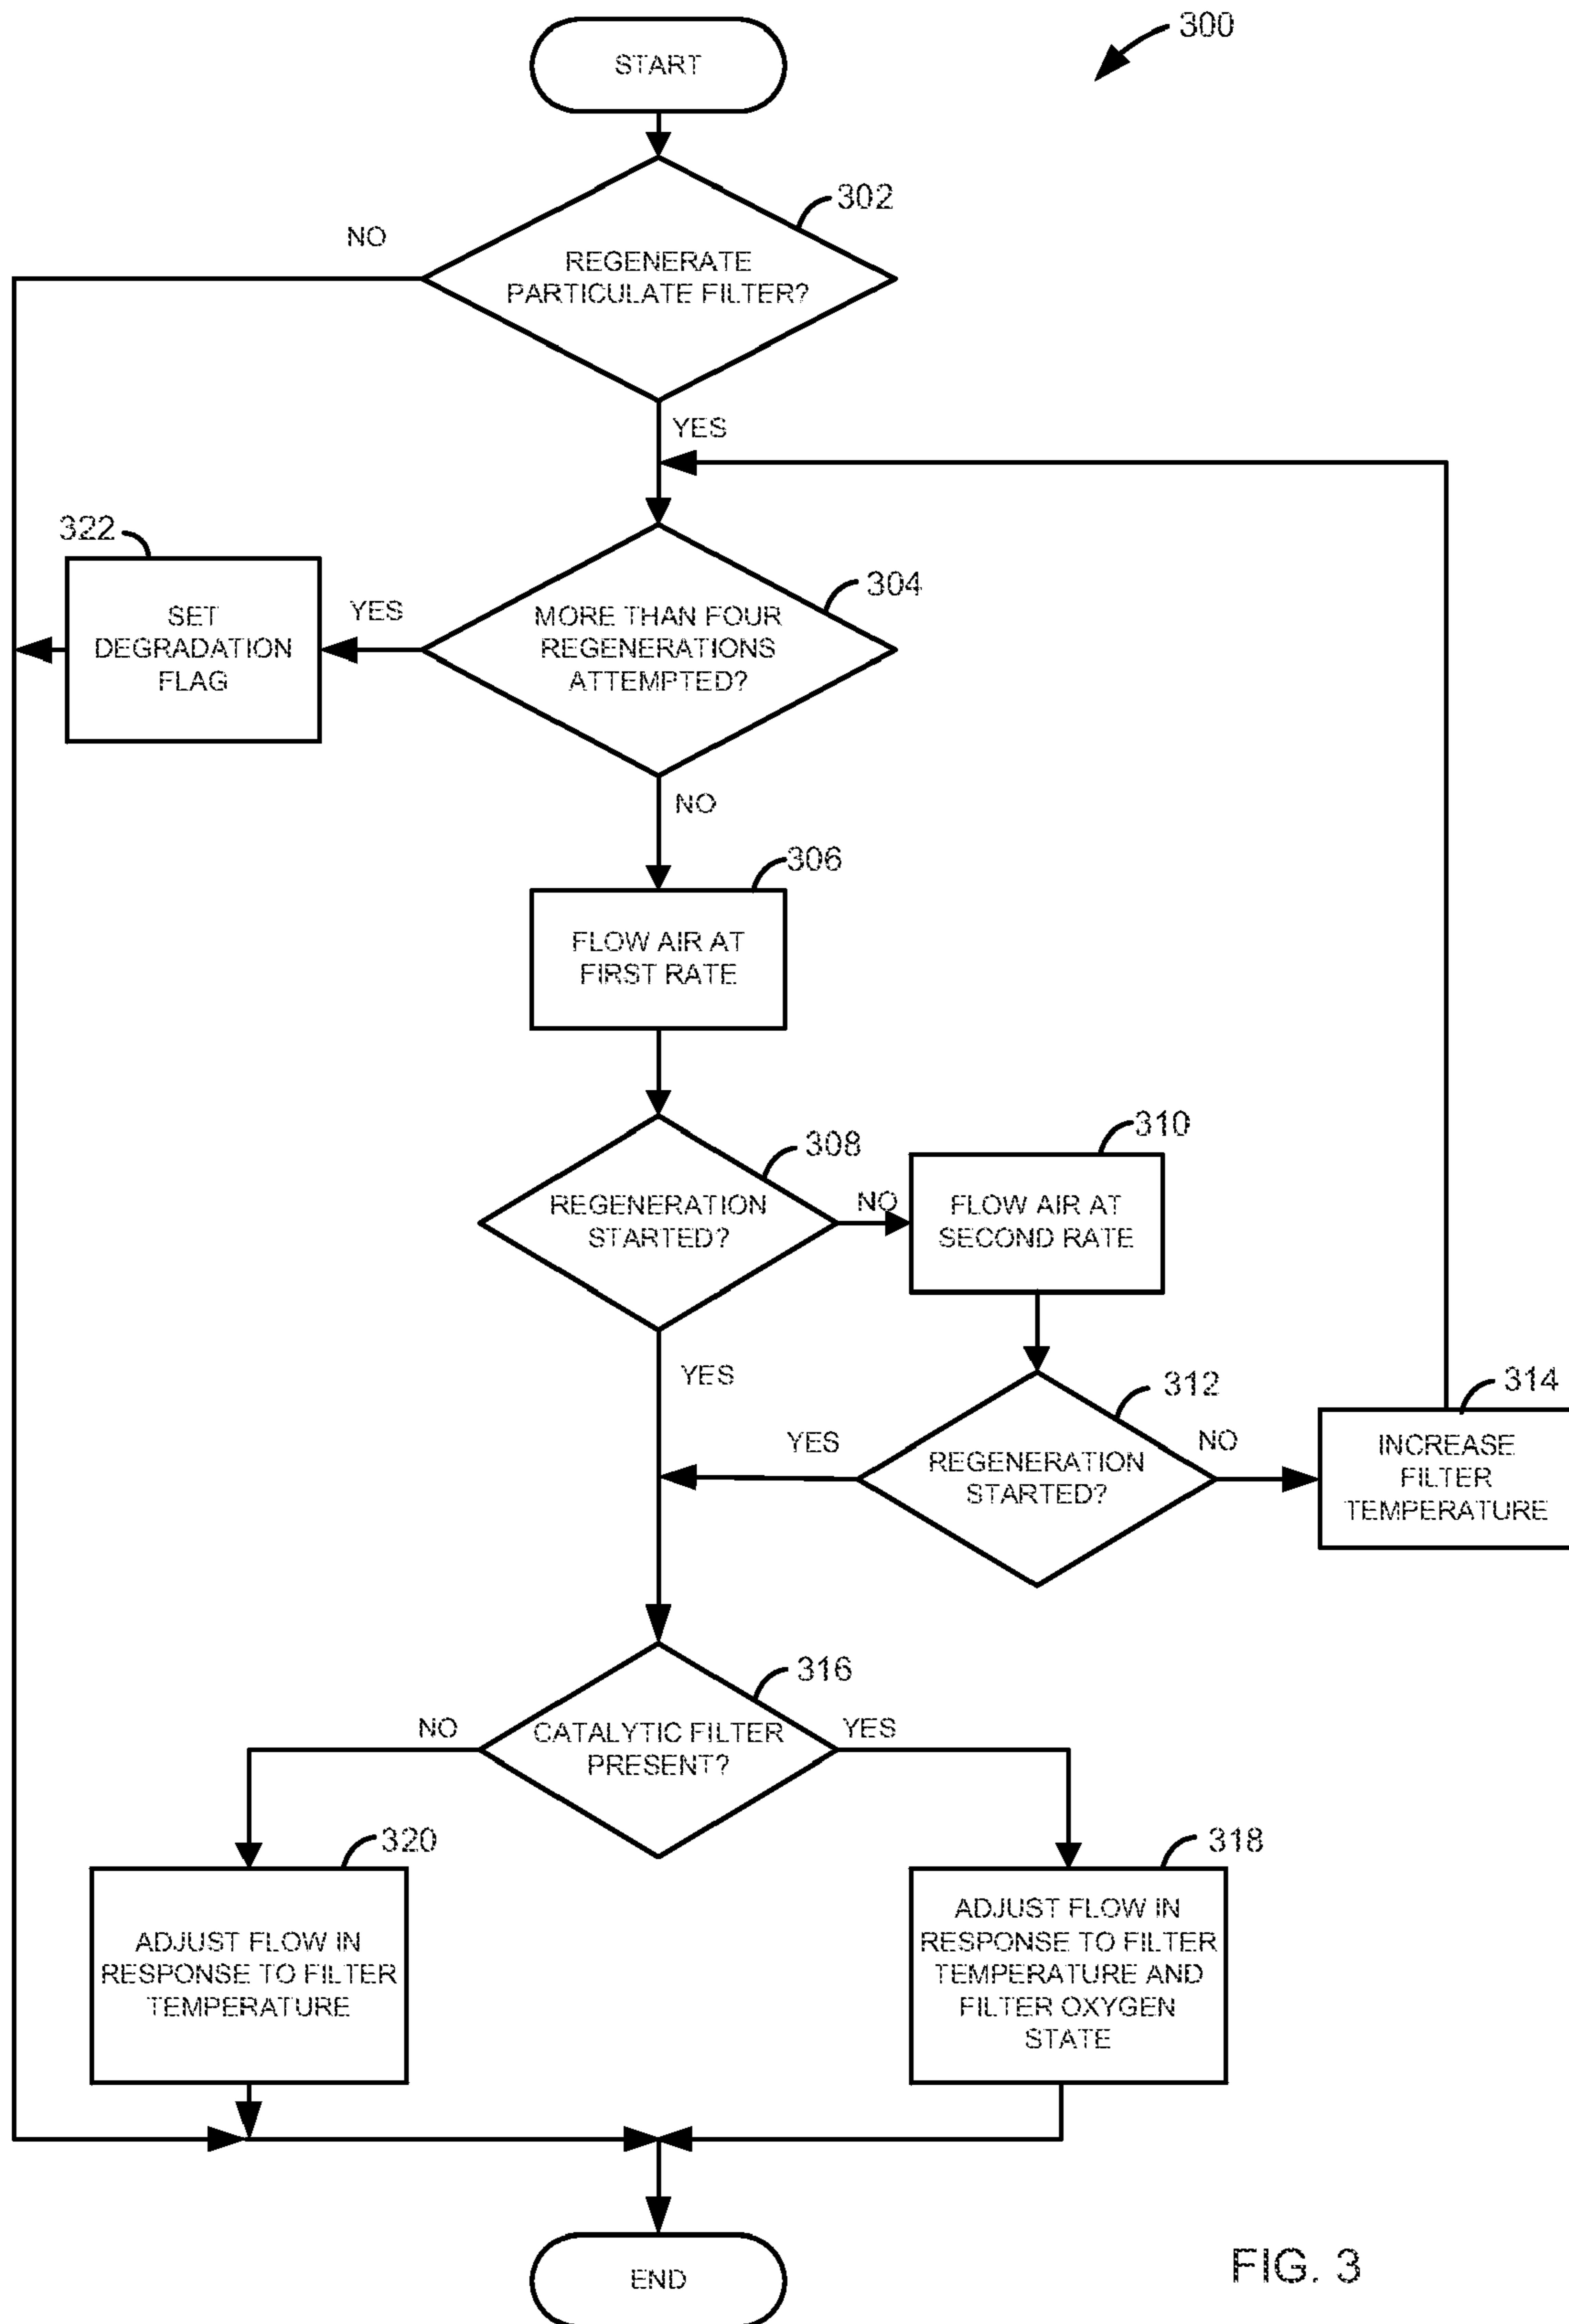 300
START
302
NO
REGENERATE
PARTICULATE FILTER?
YES
322
304
SET
DEGRADATION
FLAG
YES
MORE THAN FOUR
REGENERATIONS
ATTEMPTED?
NO
306
FLOW AIR AT
FIRST RATE
308
310
REGENERATION
STARTED?
NO
FLOW AIR AT
SECOND RATE
YES
312
314
YES
REGENERATION
STARTED?
NO
INCREASE
FILTER
TEMPERATURE
316
NO
CATALYTIC FILTER
PRESENT?
YES
320
318
ADJUST FLOW IN
RESPONSE TO FILTER
TEMPERATURE
ADJUST FLOW IN
RESPONSE TO FILTER
TEMPERATURE AND
FILTER OXYGEN
STATE
END
FIG. 3